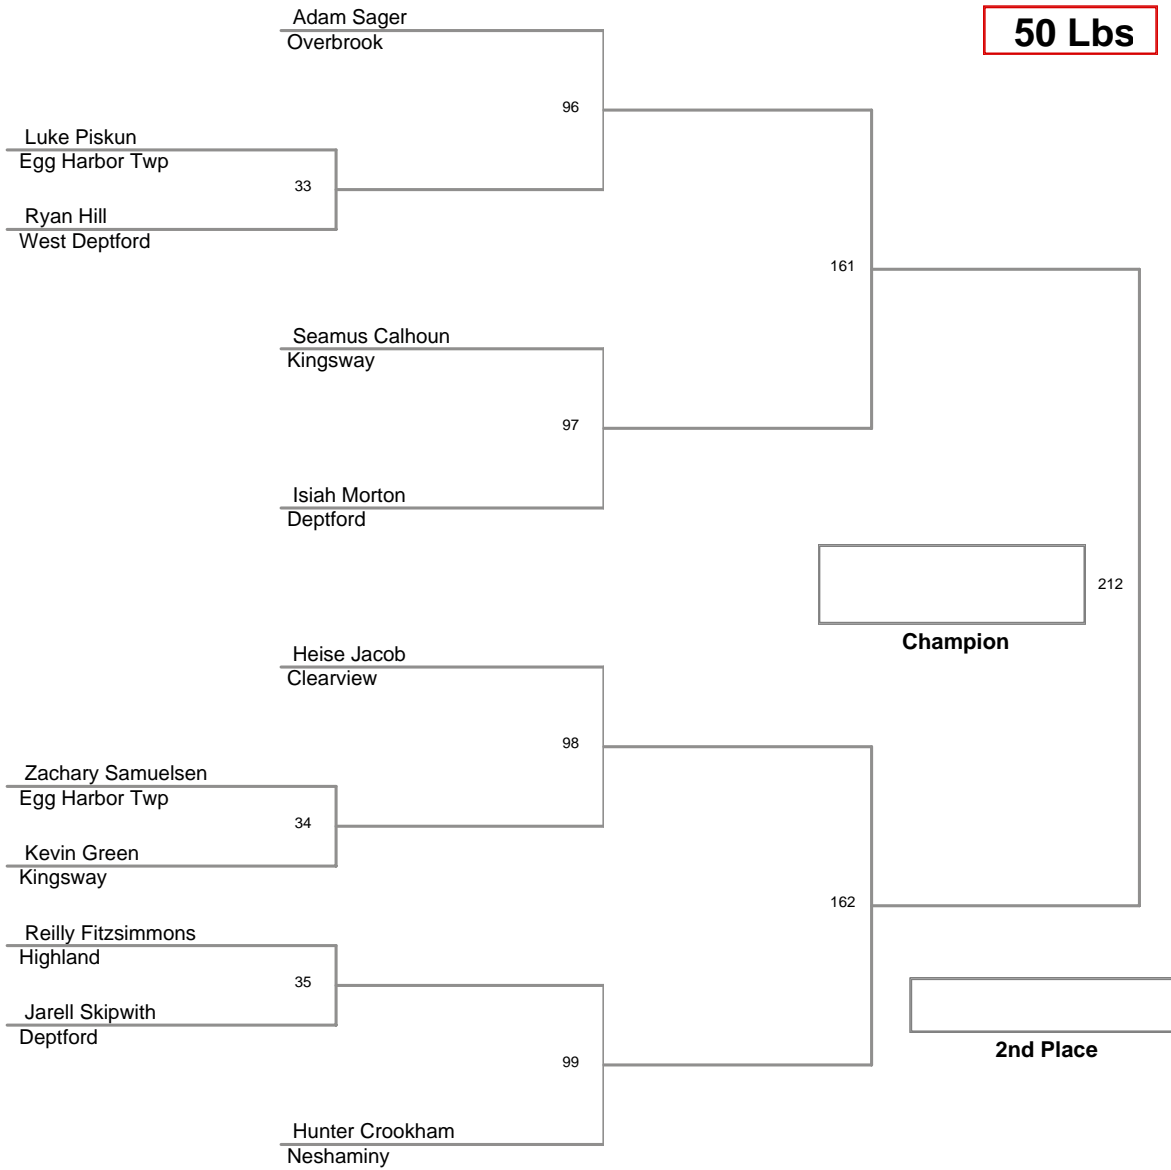 Adam Sager
Overbrook
50 Lbs
96
Luke Piskun
Egg Harbor Twp
33
Ryan Hill
West Deptford
161
Seamus Calhoun
Kingsway
97
Isiah Morton
Deptford
212
Champion
Heise Jacob
Clearview
98
Zachary Samuelsen
Egg Harbor Twp
34
Kevin Green
Kingsway
162
Reilly Fitzsimmons
Highland
35
Jarell Skipwith
Deptford
2nd Place
99
Hunter Crookham
Neshaminy